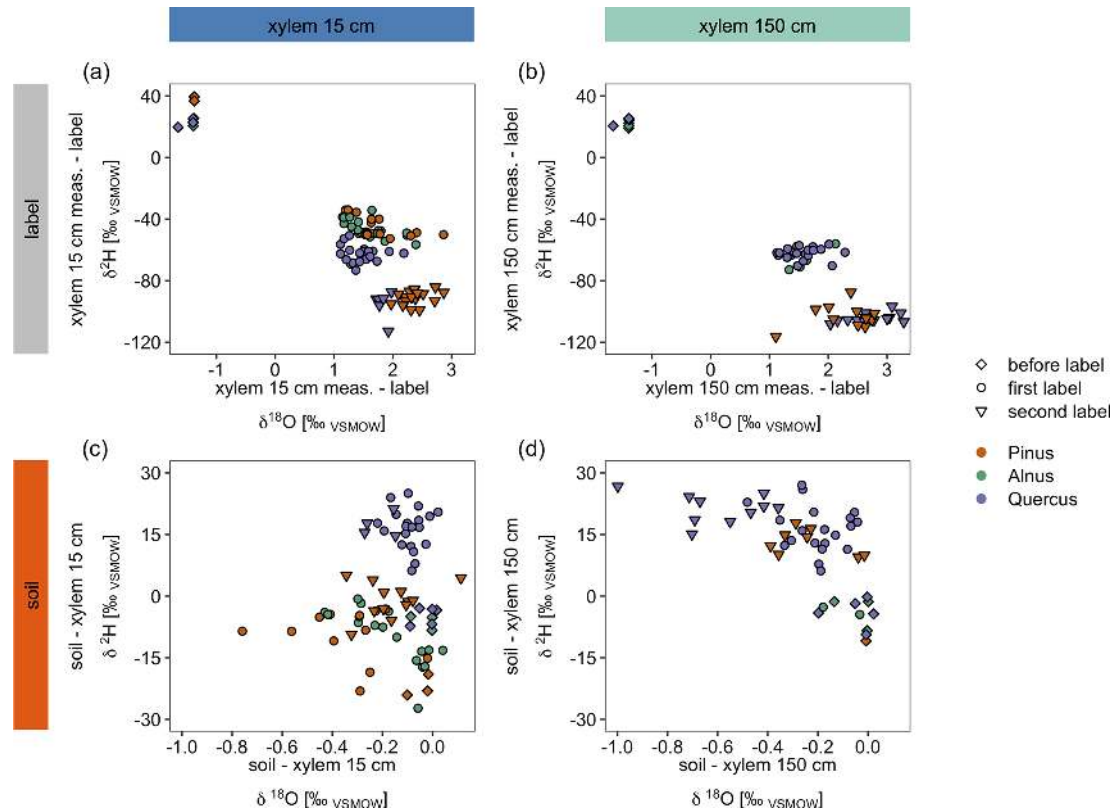 xylem 15 cm
xylem 150 cm
label
(a)
xylem 15 cm meas. - label
δ²H [‰ VSMOW]
40
0
-40
-80
-120
-1
0
1
2
3
xylem 15 cm meas. - label
δ¹⁸O [‰ VSMOW]
(b)
xylem 150 cm meas. - label
δ²H [‰ VSMOW]
40
0
-40
-80
-120
-1
0
1
2
3
xylem 150 cm meas. - label
δ¹⁸O [‰ VSMOW]
before label
first label
second label
Pinus
Alnus
Quercus
soil
(c)
soil - xylem 15 cm
δ ²H [‰ VSMOW]
30
15
0
-15
-30
-1.0
-0.8
-0.6
-0.4
-0.2
0.0
soil - xylem 15 cm
δ ¹⁸O [‰ VSMOW]
(d)
soil - xylem 150 cm
δ ²H [‰ VSMOW]
30
15
0
-15
-30
-1.0
-0.8
-0.6
-0.4
-0.2
0.0
soil - xylem 150 cm
δ ¹⁸O [‰ VSMOW]